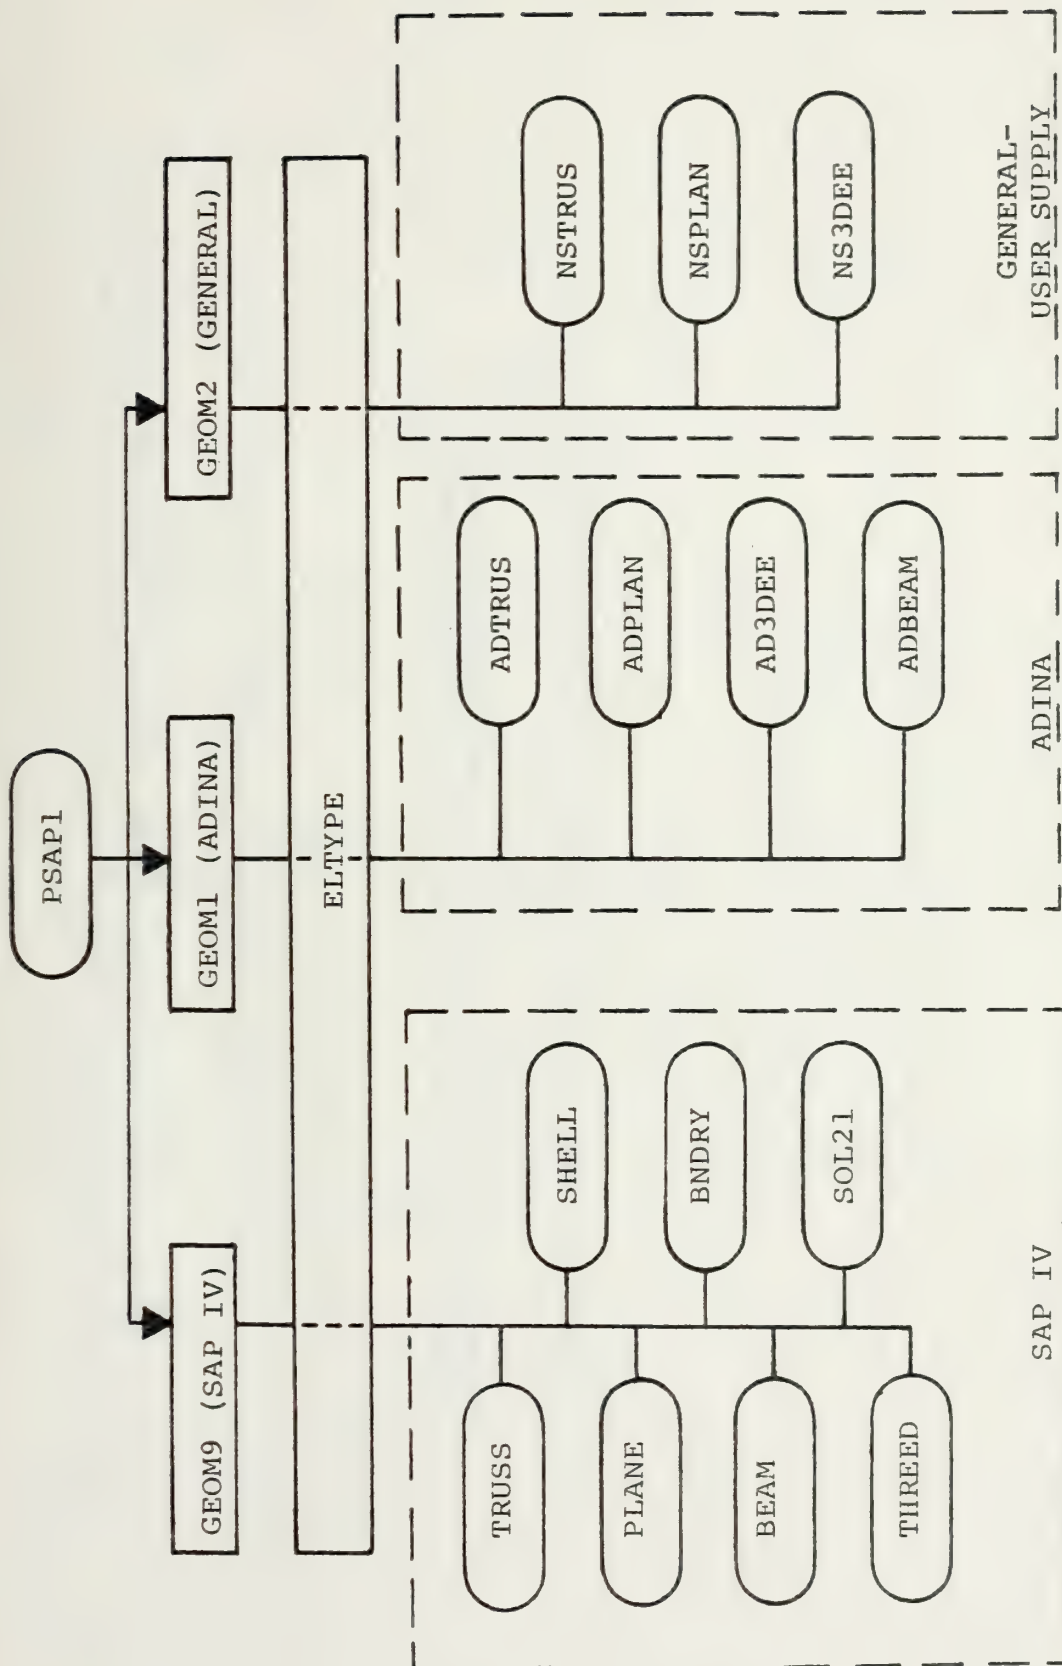 PSAP1
GEOM9 (SAP IV)
GEOM1 (ADINA)
GEOM2 (GENERAL)
ELTYPE
TRUSS
PLANE
BEAM
THREED
SHELL
BNDRY
SOL21
SAP IV
ADTRUS
ADPLAN
AD3DEE
ADBEAM
ADINA
NSTRUS
NSPLAN
NS3DEE
GENERAL-
USER SUPPLY